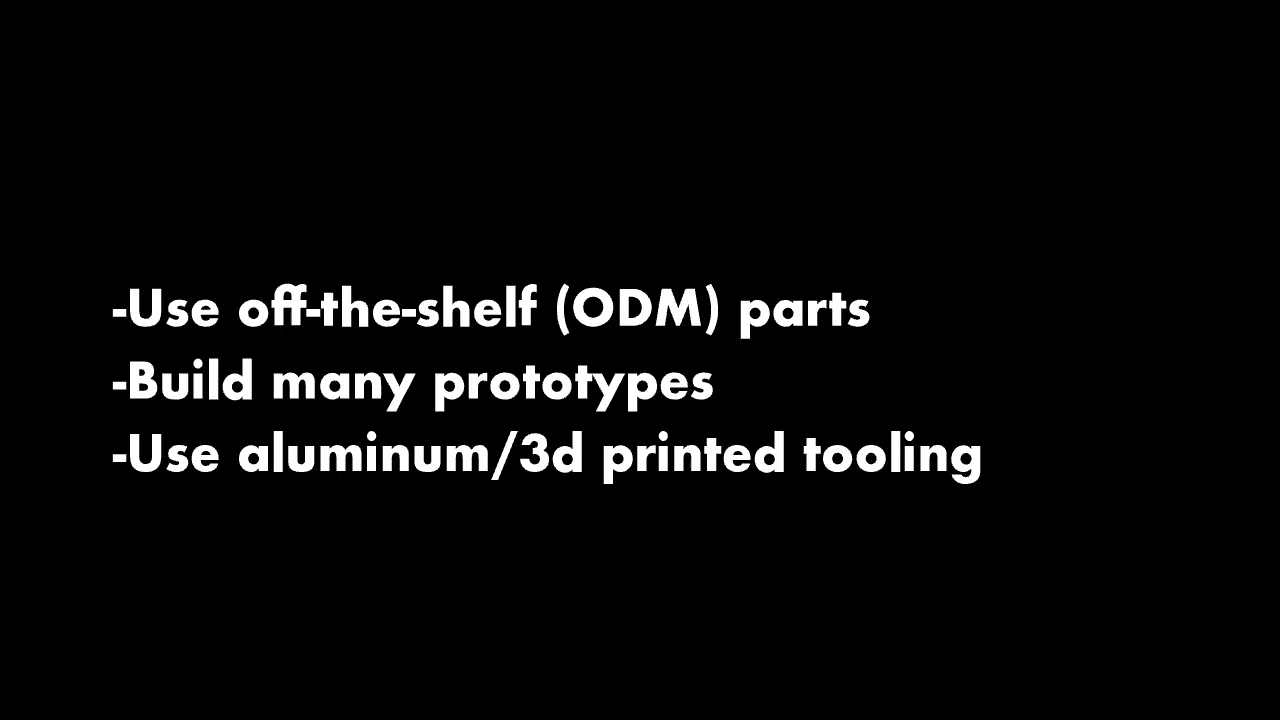 -Use off-the-shelf (ODM) parts
-Build many prototypes
-Use aluminum/3d printed tooling